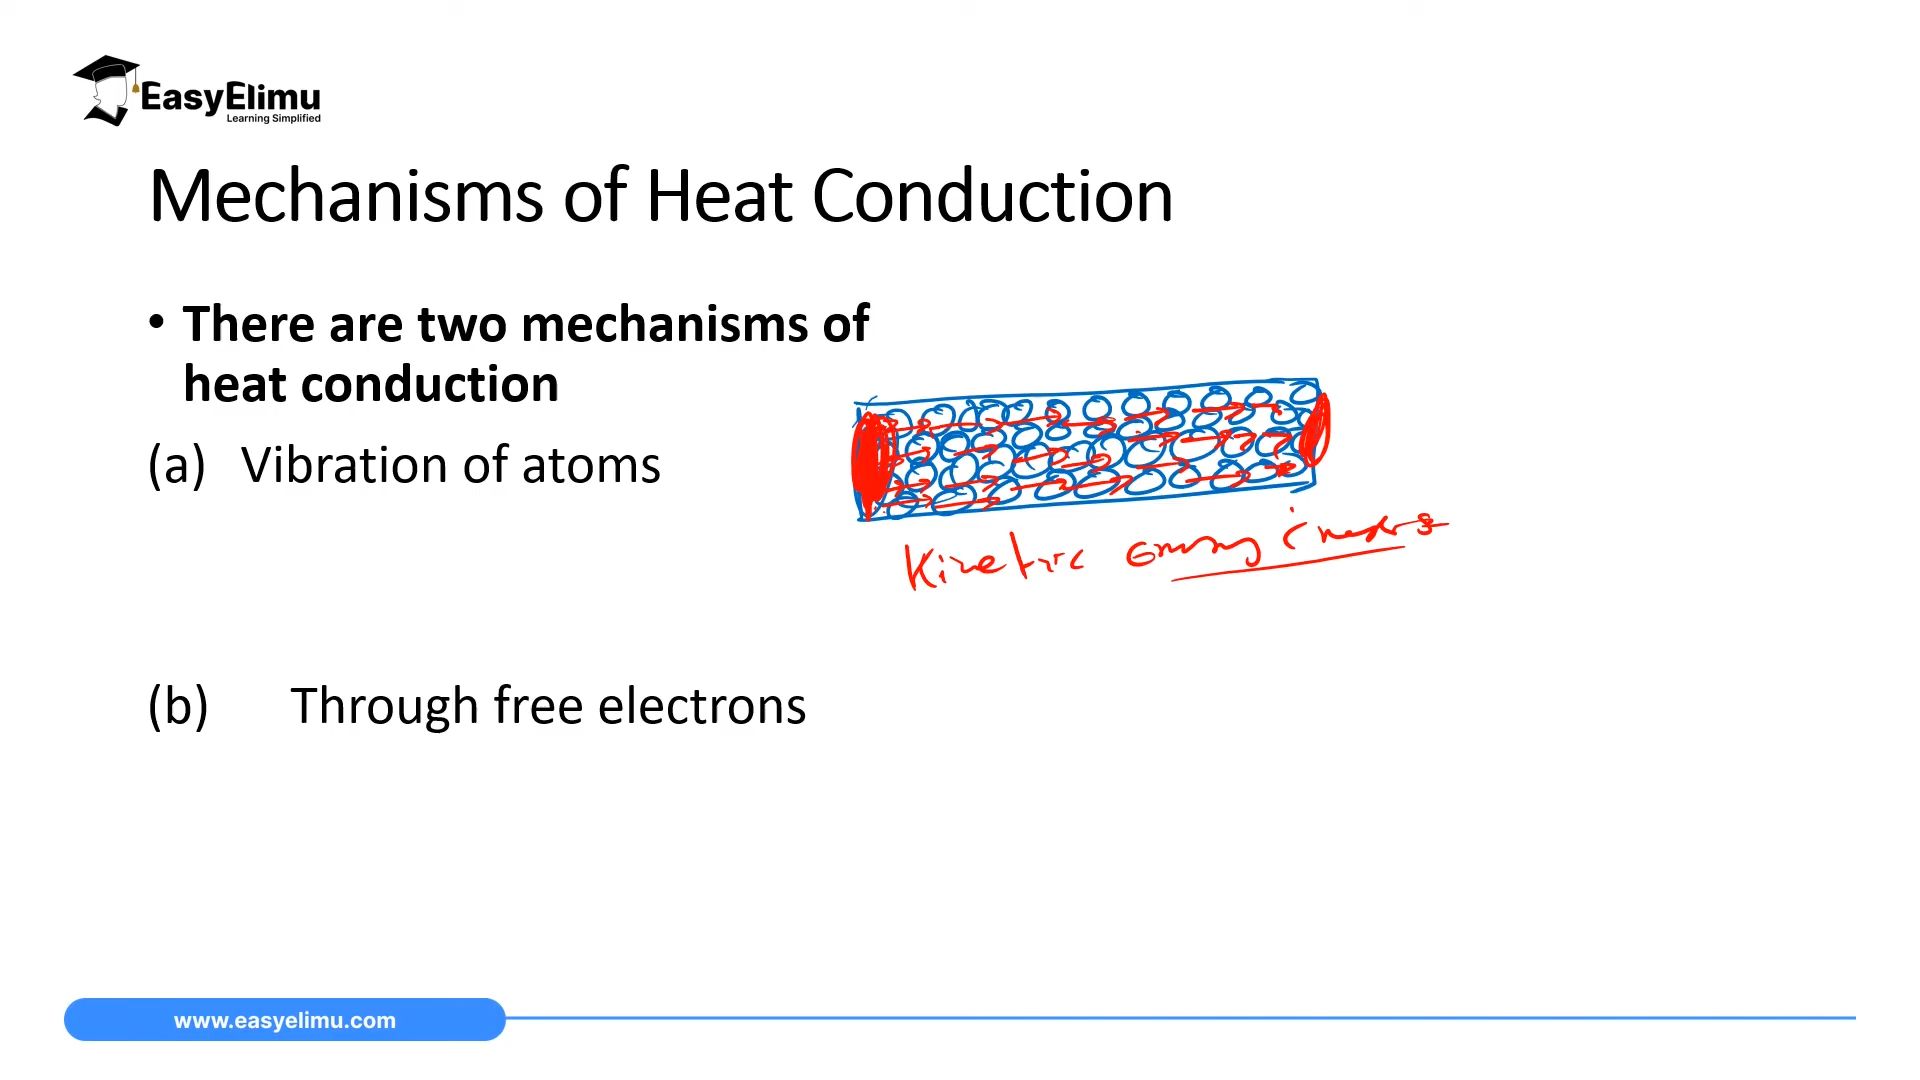 EasyElimu
Learning Simplified
Mechanisms of Heat Conduction
• There are two mechanisms of
heat conduction
(a) Vibration of atoms
Kinetic energy
(b) Through free electrons
www.easyelimu.com